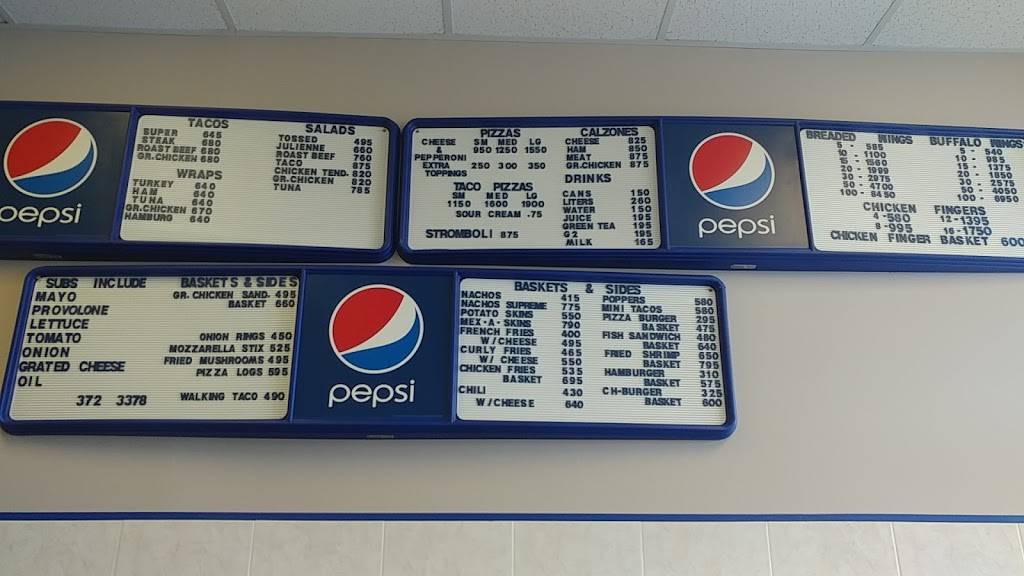 pepsi
TACOS
SUPER 645
STEAK 680
ROAST BEEF 680
GR.CHICKEN 680
WRAPS
TURKEY 640
HAM 640
TUNA 640
GR.CHICKEN 670
HAMBURG 640
SALADS
TOSSED 495
JULIENNE 660
ROAST BEEF 760
TACO 875
CHICKEN TEND. 820
GR.CHICKEN 820
TUNA 785
PIZZAS
SM MED LG
CHEESE & PEPPERONI 950 1250 1550
EXTRA TOPPINGS 250 300 350
TACO PIZZAS
SM MED LG
1150 1600 1900
SOUR CREAM .75
STROMBOLI 875
CALZONES
CHEESE 825
HAM 850
MEAT 875
GR.CHICKEN 875
DRINKS
CANS 150
LITERS 260
WATER 150
JUICE 195
GREEN TEA 195
G2 195
MILK 165
pepsi
BREADED WINGS
5 - 585
10 - 1100
15 - 1500
20 - 1999
30 - 2975
50 - 4700
100 - 8450
BUFFALO WINGS
5 - 540
10 - 995
15 - 1375
20 - 1850
30 - 2575
50 - 4050
100 - 6950
CHICKEN FINGERS
4-580 12-1395
8-995 16-1750
CHICKEN FINGER BASKET 600
SUBS INCLUDE
MAYO
PROVOLONE
LETTUCE
TOMATO
ONION
GRATED CHEESE
OIL
372 3378
BASKETS & SIDES
GR. CHICKEN SAND. 495
BASKET 660
ONION RINGS 450
MOZZARELLA STIX 525
FRIED MUSHROOMS 495
PIZZA LOGS 595
WALKING TACO 490
pepsi
BASKETS & SIDES
NACHOS 415
NACHOS SUPREME 775
POTATO SKINS 550
MEX-A-SKINS 790
FRENCH FRIES 400
W/CHEESE 495
CURLY FRIES 465
W/CHEESE 550
CHICKEN FRIES 535
BASKET 695
CHILI 430
W/CHEESE 640
POPPERS 580
MINI TACOS 580
PIZZA BURGER 295
BASKET 475
FISH SANDWICH 480
BASKET 640
FRIED SHRIMP 650
BASKET 795
HAMBURGER 310
BASKET 575
CH-BURGER 325
BASKET 600